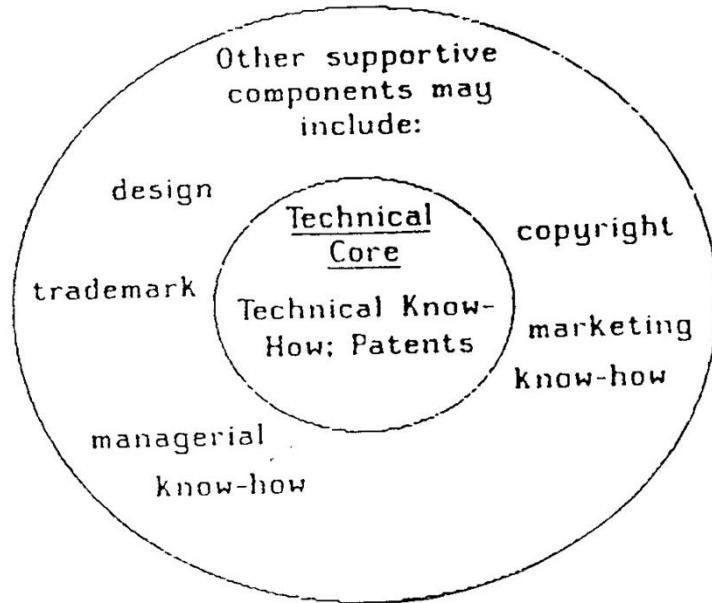 Other supportive
components may
include:
design
trademark
managerial
know-how
Technical
Core
Technical Know-
How; Patents
copyright
marketing
know-how